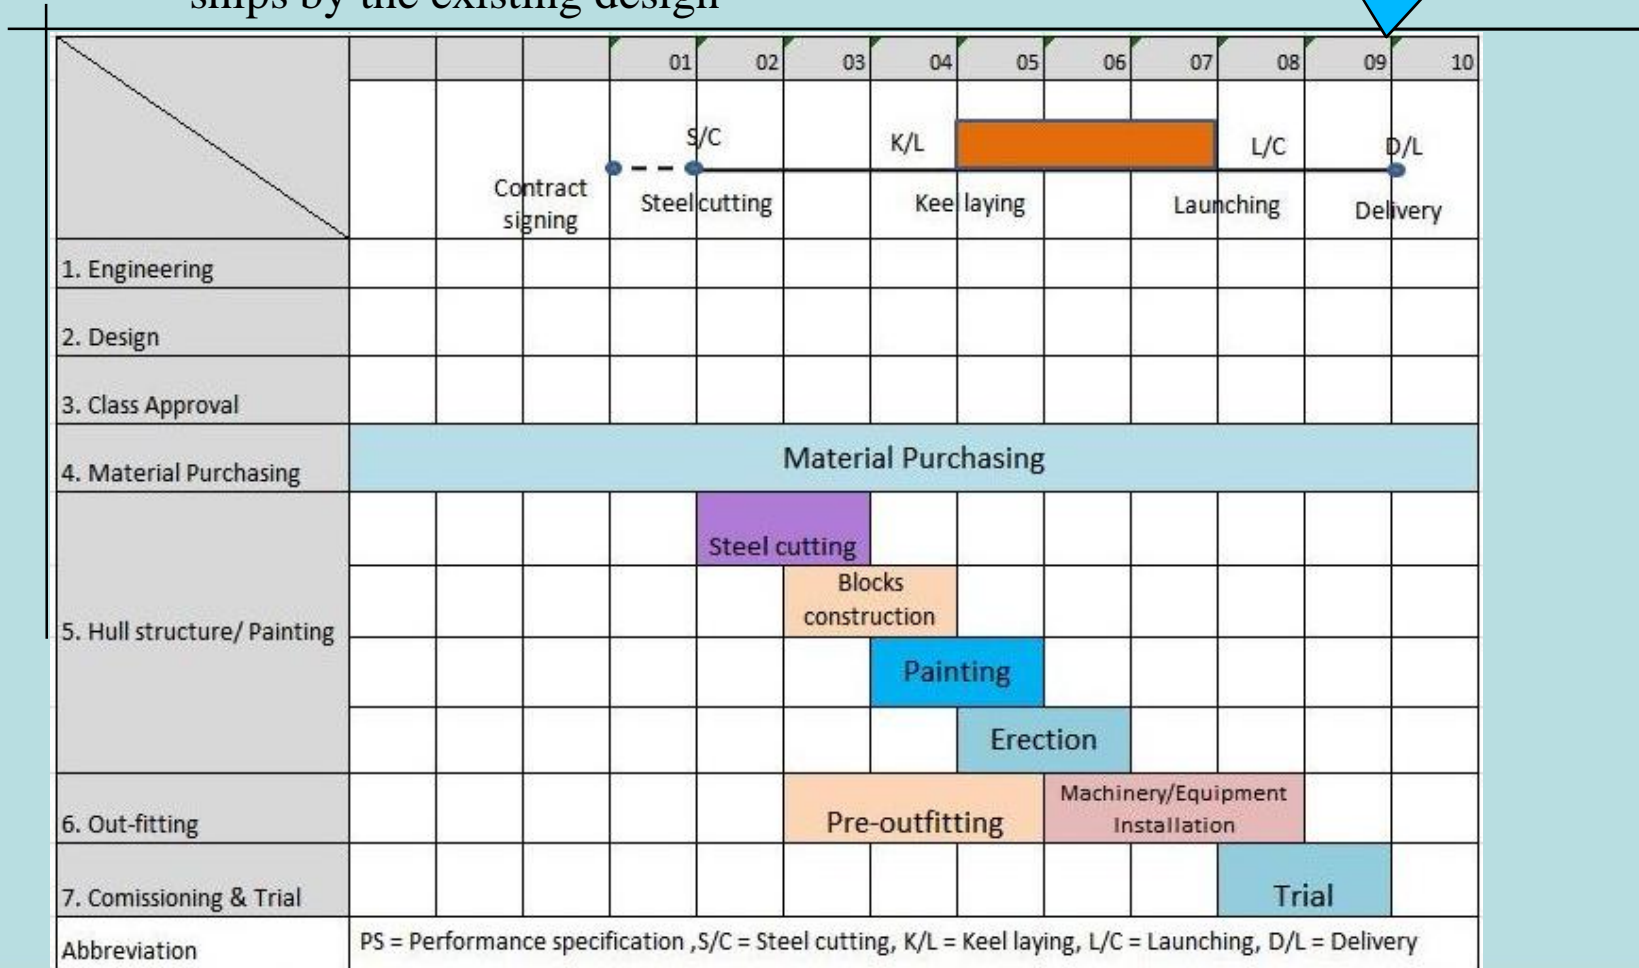 ships by the existing design
01 02 03 04 05 06 07 08 09 10
S/C K/L L/C D/L
Contract
signing
Steel cutting Keel laying Launching Delivery
1. Engineering
2. Design
3. Class Approval
4. Material Purchasing Material Purchasing
5. Hull structure/ Painting
Steel cutting
Blocks
construction
Painting
Erection
6. Out-fitting Pre-outfitting
Machinery/Equipment
Installation
7. Comissioning & Trial Trial
Abbreviation PS = Performance specification ,S/C = Steel cutting, K/L = Keel laying, L/C = Launching, D/L = Delivery